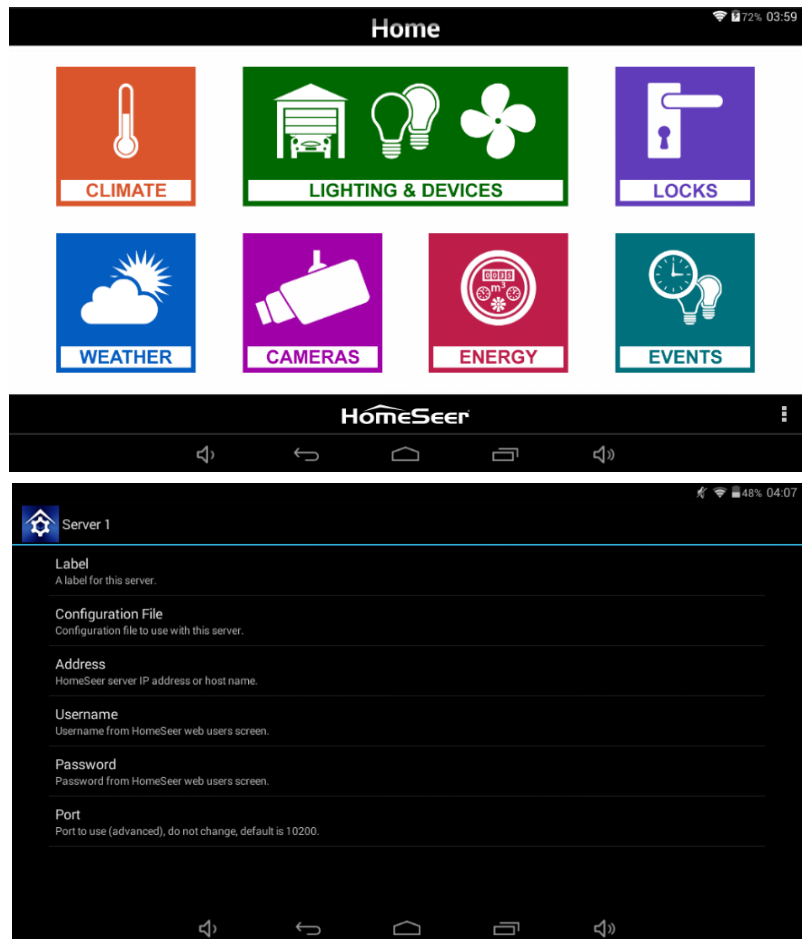 Home
72% 03:59
CLIMATE
LIGHTING & DEVICES
LOCKS
m3
WEATHER
CAMERAS
ENERGY
EVENTS
HomeSeer
48% 04:07
Server 1
Label
A label for this server.
Configuration File
Configuration file to use with this server.
Address
HomeSeer server IP address or host name.
Username
Username from HomeSeer web users screen.
Password
Password from HomeSeer web users screen.
Port
Port to use (advanced), do not change, default is 10200.